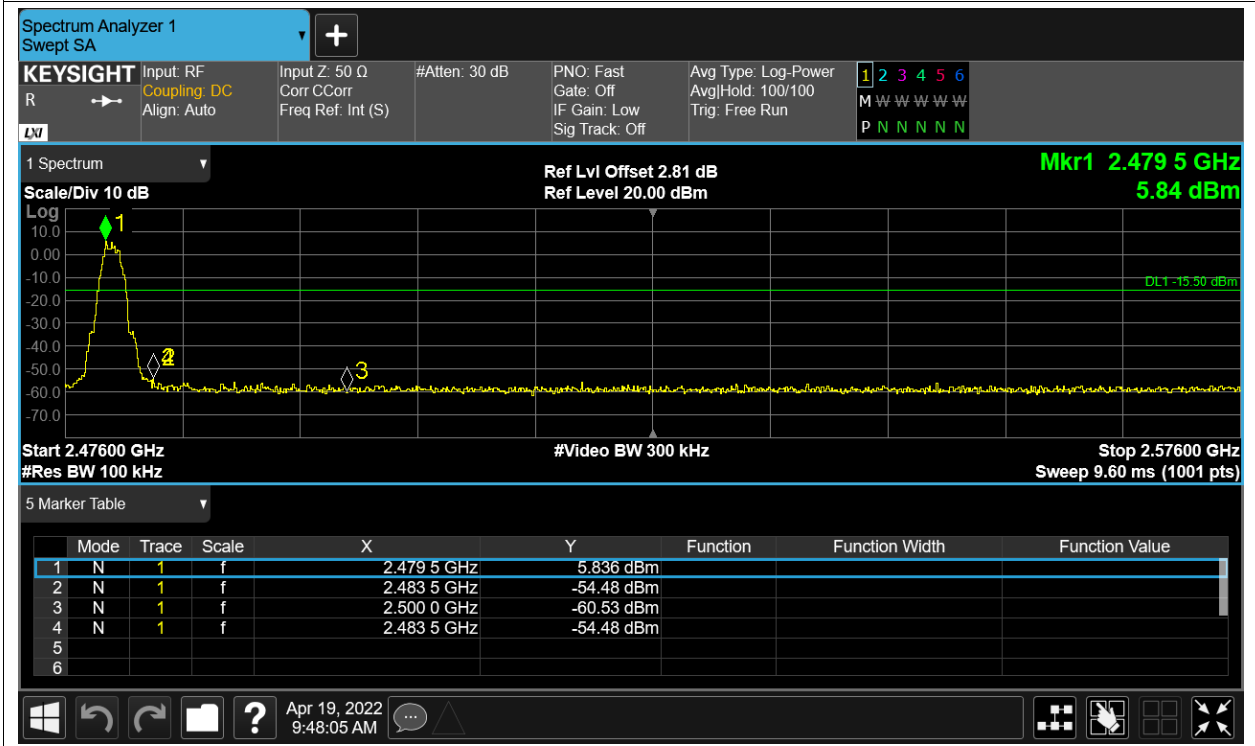 Spectrum Analyzer 1
Swept SA
+
KEYSIGHT Input: RF Input Z: 50 Ω #Atten: 30 dB PNO: Fast Avg Type: Log-Power 1 2 3 4 5 6
R Coupling: DC Corr CCorr Gate: Off Avg|Hold: 100/100 M W W W W W
Align: Auto Freq Ref: Int (S) IF Gain: Low Trig: Free Run
LXI Sig Track: Off P N N N N N
1 Spectrum Ref Lvl Offset 2.81 dB Mkr1 2.479 5 GHz
Scale/Div 10 dB Ref Level 20.00 dBm 5.84 dBm
Log
1
10.0
0.00
-10.0
DL1 -15.50 dBm
-20.0
-30.0
-40.0
-50.0
3
-60.0
-70.0
Start 2.47600 GHz #Video BW 300 kHz Stop 2.57600 GHz
#Res BW 100 kHz Sweep 9.60 ms (1001 pts)
5 Marker Table
Mode Trace Scale X Y Function Function Width Function Value
1 N 1 f 2.479 5 GHz 5.836 dBm
2 N 1 f 2.483 5 GHz -54.48 dBm
3 N 1 f 2.500 0 GHz -60.53 dBm
4 N 1 f 2.483 5 GHz -54.48 dBm
5
6
? Apr 19, 2022
9:48:05 AM